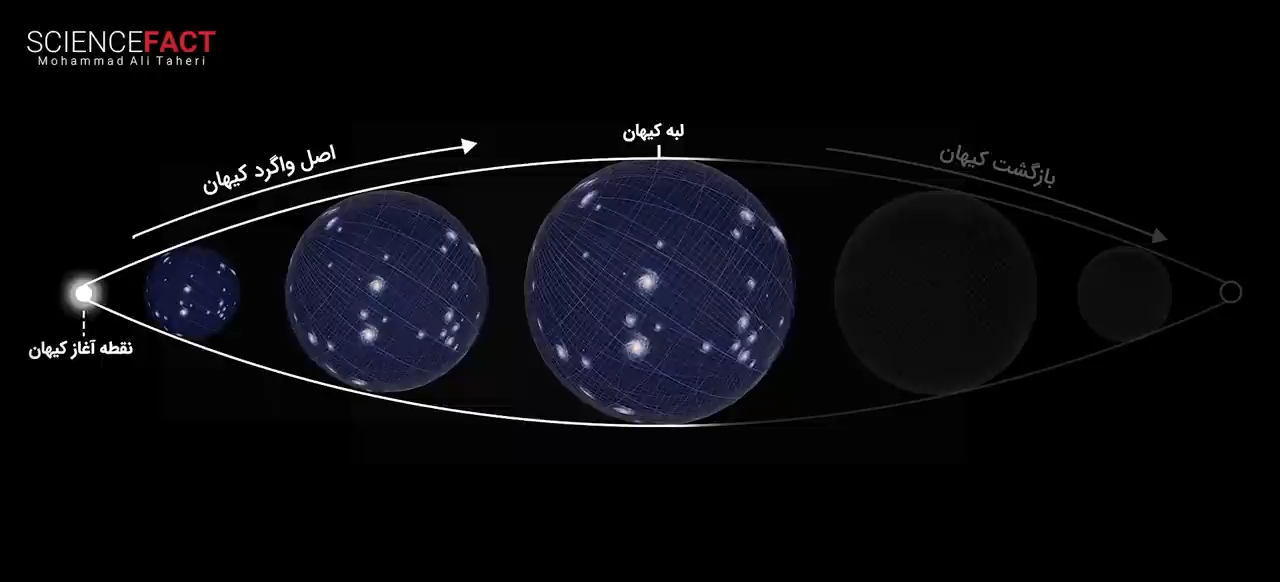 SCIENCEFACT
Mohammad Ali Taheri
لبه کیهان
اصل واگرد کیهان
بازگشت کیهان
نقطه آغاز کیهان